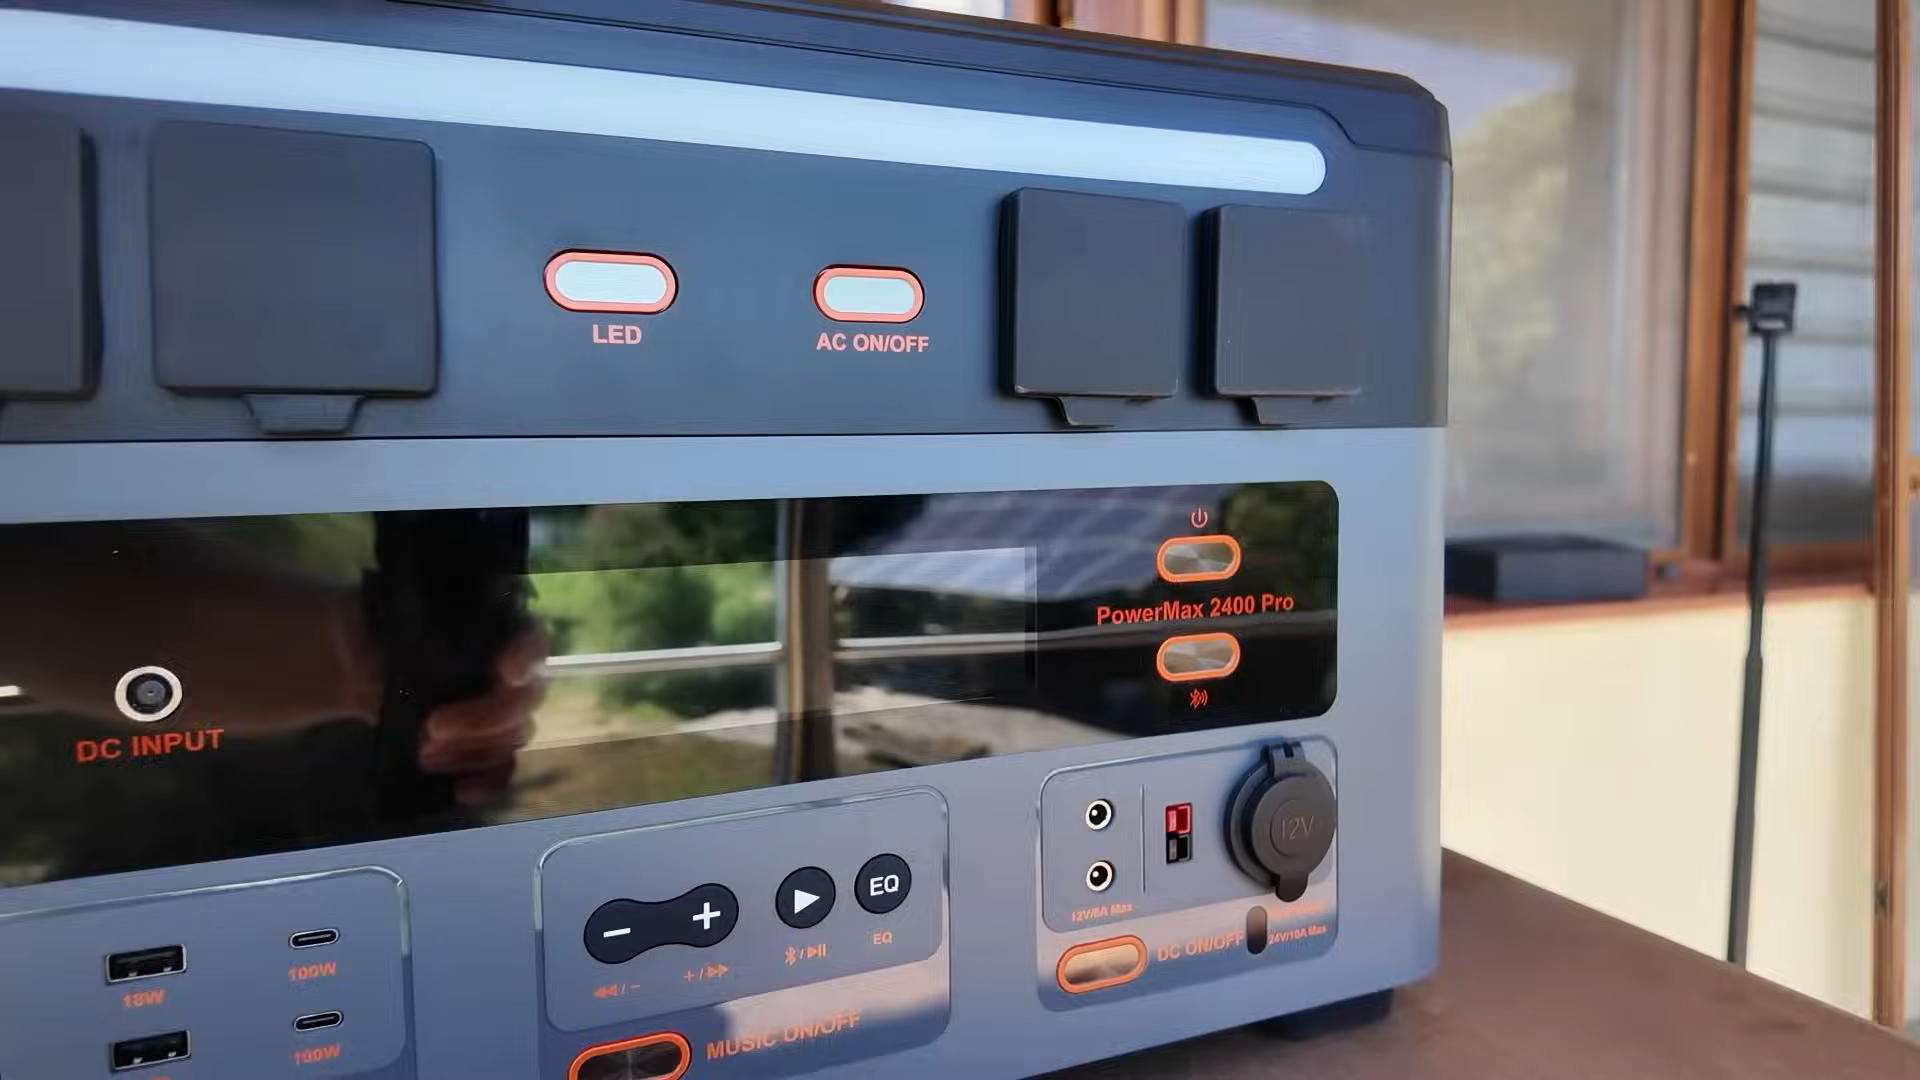 LED
AC ON/OFF
PowerMax 2400 Pro
DC INPUT
12V
EQ
12V/6A Max
EQ
DC ON/OFF
24V/10A Max
18W
100W
+ /
/ −
MUSIC ON/OFF
100W